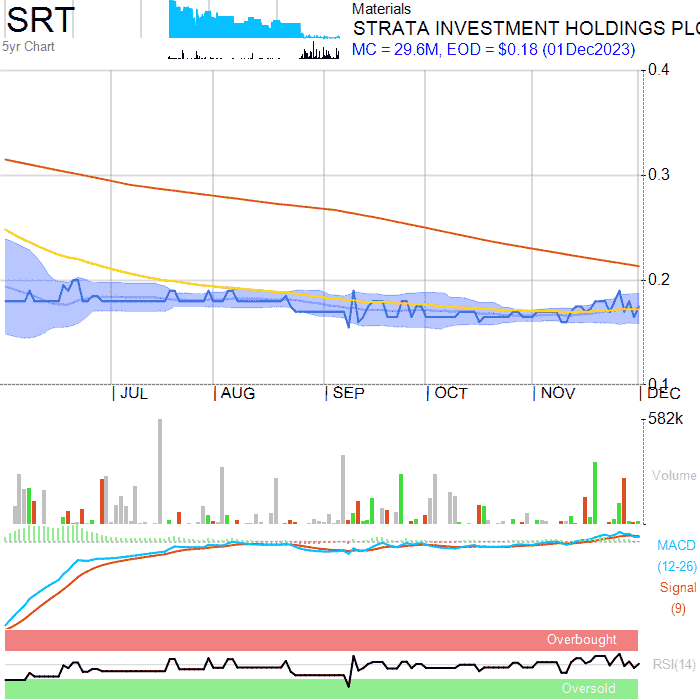 SRT
5yr Chart
Materials
STRATA INVESTMENT HOLDINGS PLC
MC = 29.6M, EOD = $0.18 (01Dec2023)
0.4
0.3
0.2
0.1
JUL
AUG
SEP
OCT
NOV
DEC
582k
Volume
MACD
(12-26)
Signal
(9)
Overbought
RSI(14)
Oversold